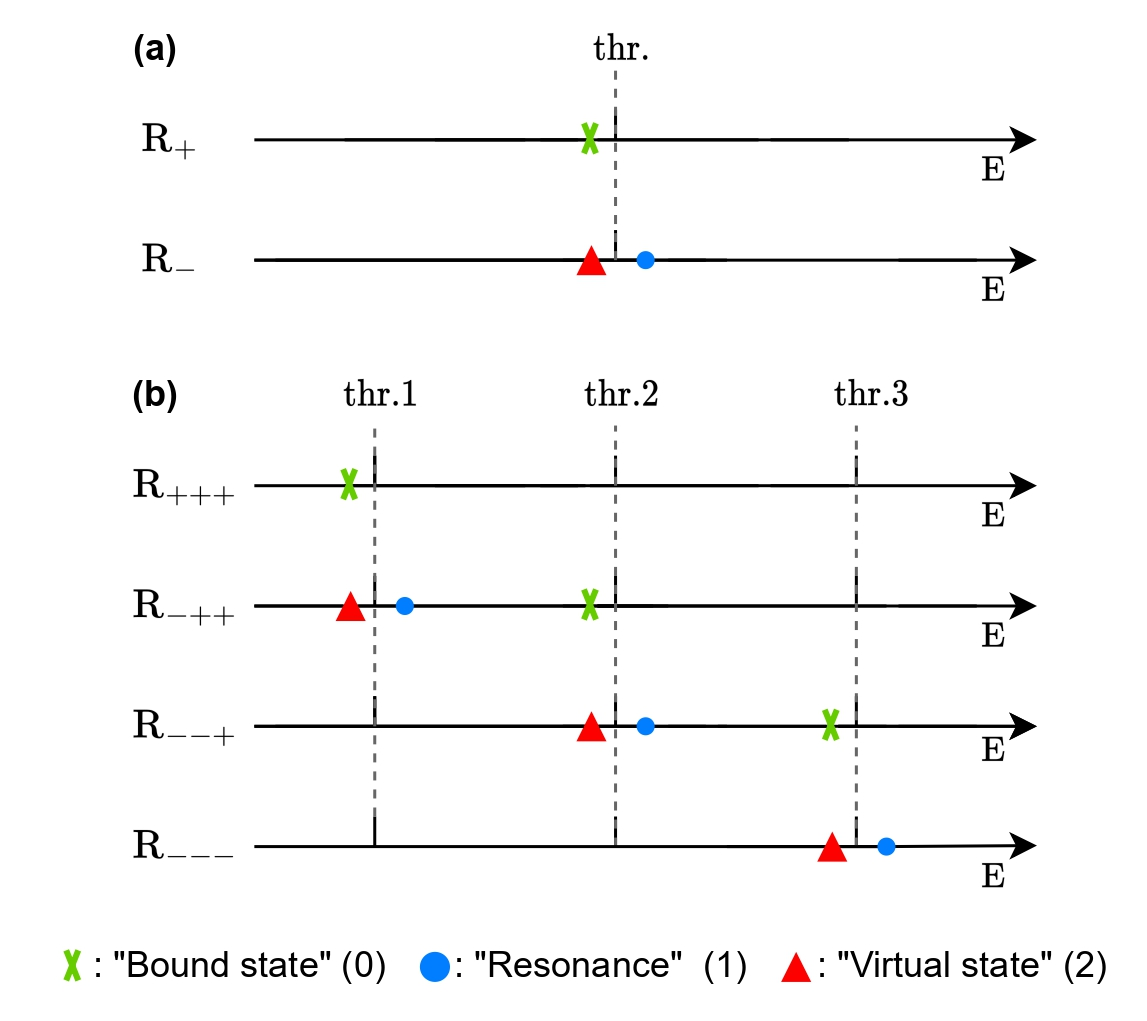 (a)
thr.
R₊
E
R₋
E
(b)
thr.1 thr.2 thr.3
R₊₊₊
E
R₋₊₊
E
R₋₋₊
E
R₋₋₋
E
: "Bound state" (0) : "Resonance" (1) : "Virtual state" (2)